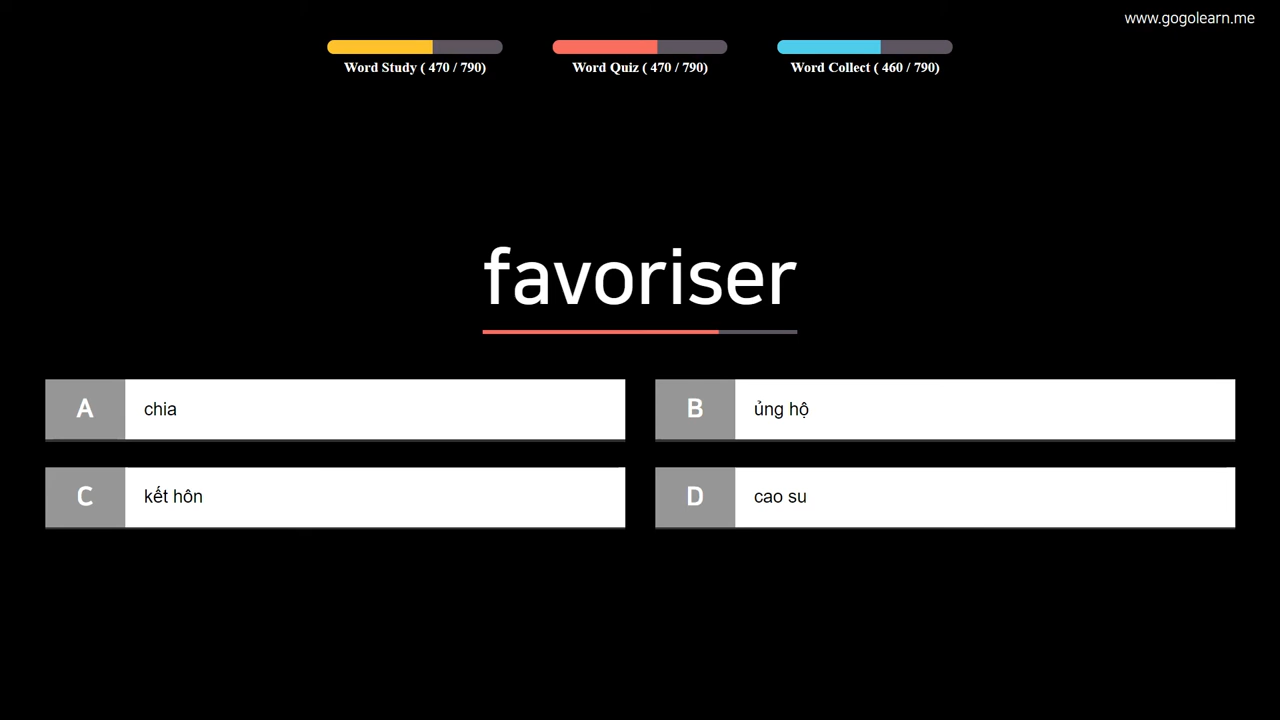 www.gogolearn.me
Word Study ( 470 / 790)
Word Quiz ( 470 / 790)
Word Collect ( 460 / 790)
favoriser
A chia
B ủng hộ
C kết hôn
D cao su